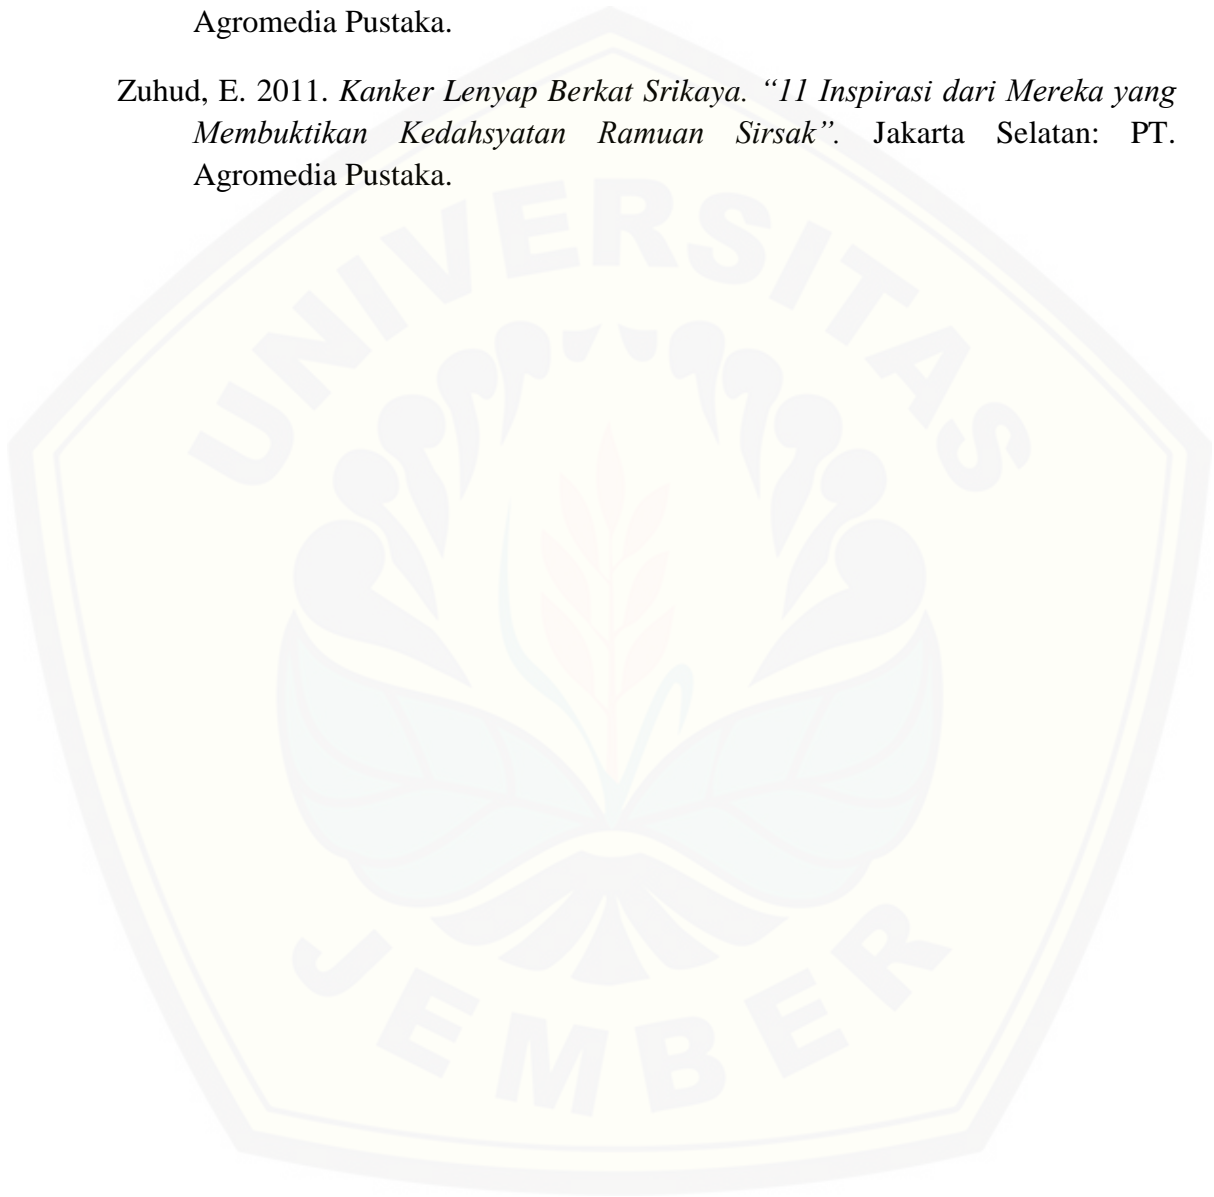 Agromedia Pustaka.
Zuhud, E. 2011. Kanker Lenyap Berkat Srikaya. “11 Inspirasi dari Mereka yang
Membuktikan Kedahsyatan Ramuan Sirsak”. Jakarta Selatan: PT.
Agromedia Pustaka.
UNIVERSITAS
JEMBER